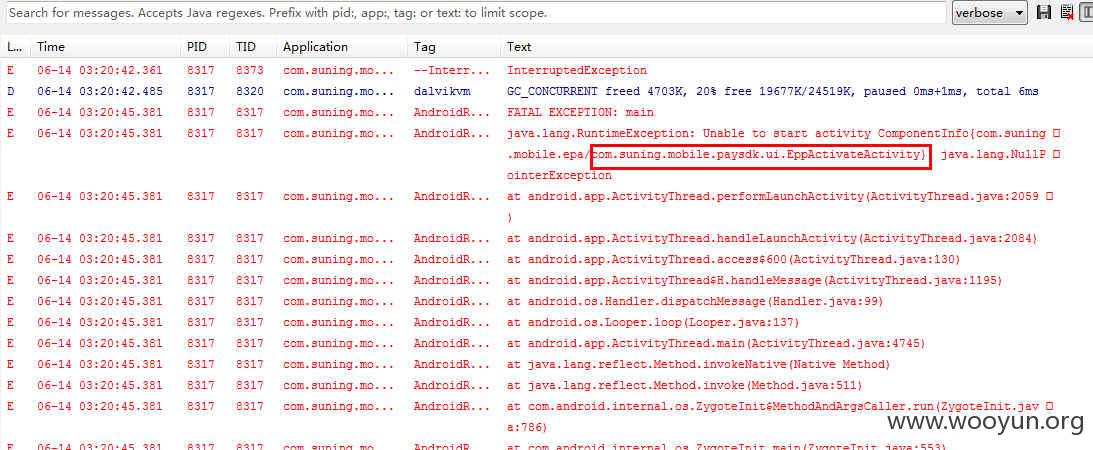 Search for messages. Accepts Java regexes. Prefix with pid:, app:, tag: or text: to limit scope. verbose
L... Time PID TID Application Tag Text
E 06-14 03:20:42.361 8317 8373 com.suning.mo... --Interr... InterruptedException
D 06-14 03:20:42.485 8317 8320 com.suning.mo... dalvikvm GC_CONCURRENT freed 4703K, 20% free 19677K/24519K, paused 0ms+1ms, total 6ms
E 06-14 03:20:45.381 8317 8317 com.suning.mo... AndroidR... FATAL EXCEPTION: main
E 06-14 03:20:45.381 8317 8317 com.suning.mo... AndroidR... java.lang.RuntimeException: Unable to start activity ComponentInfo{com.suning
.mobile.epa/com.suning.mobile.paysdk.ui.EppActivateActivity} java.lang.NullP
ointerException
E 06-14 03:20:45.381 8317 8317 com.suning.mo... AndroidR... at android.app.ActivityThread.performLaunchActivity(ActivityThread.java:2059
)
E 06-14 03:20:45.381 8317 8317 com.suning.mo... AndroidR... at android.app.ActivityThread.handleLaunchActivity(ActivityThread.java:2084)
E 06-14 03:20:45.381 8317 8317 com.suning.mo... AndroidR... at android.app.ActivityThread.access$600(ActivityThread.java:130)
E 06-14 03:20:45.381 8317 8317 com.suning.mo... AndroidR... at android.app.ActivityThread$H.handleMessage(ActivityThread.java:1195)
E 06-14 03:20:45.381 8317 8317 com.suning.mo... AndroidR... at android.os.Handler.dispatchMessage(Handler.java:99)
E 06-14 03:20:45.381 8317 8317 com.suning.mo... AndroidR... at android.os.Looper.loop(Looper.java:137)
E 06-14 03:20:45.381 8317 8317 com.suning.mo... AndroidR... at android.app.ActivityThread.main(ActivityThread.java:4745)
E 06-14 03:20:45.381 8317 8317 com.suning.mo... AndroidR... at java.lang.reflect.Method.invokeNative(Native Method)
E 06-14 03:20:45.381 8317 8317 com.suning.mo... AndroidR... at java.lang.reflect.Method.invoke(Method.java:511)
E 06-14 03:20:45.381 8317 8317 com.suning.mo... AndroidR... at com.android.internal.os.ZygoteInit$MethodAndArgsCaller.run(ZygoteInit.jav
a:786)
www.wooyun.org
E 06-14 03:20:45.381 8317 8317 com.suning.mo... AndroidR... at com.android.internal.os.ZygoteInit.main(ZygoteInit.java:553)